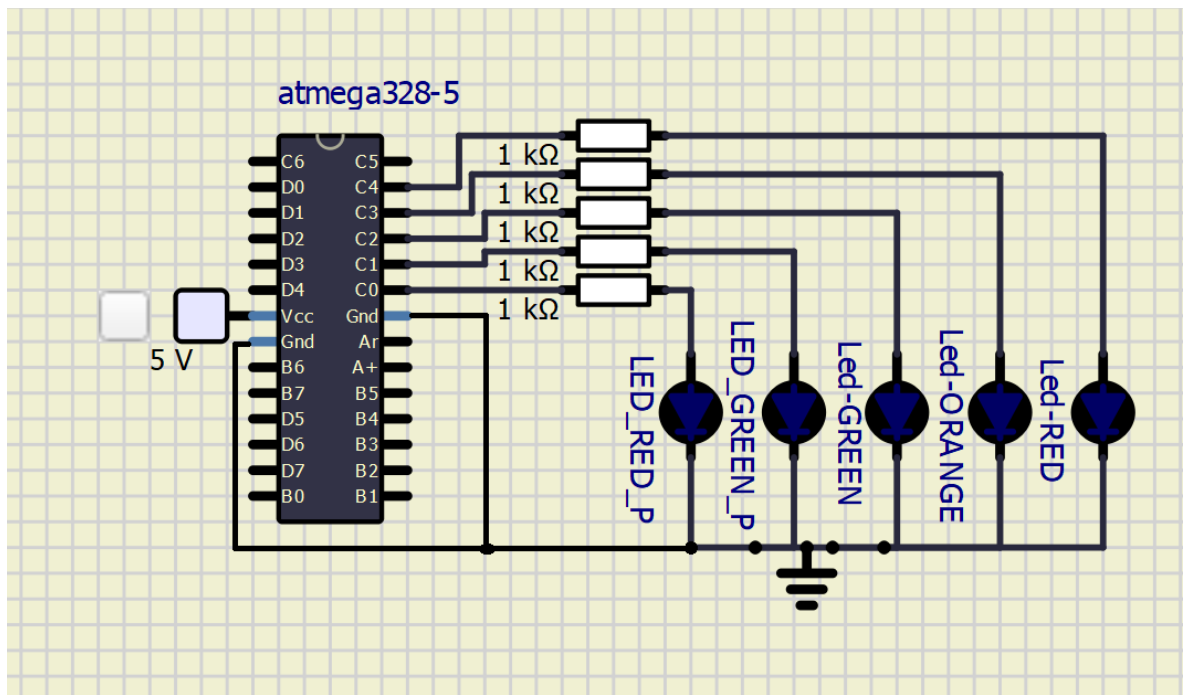 atmega328-5
C6 C5
D0 C4
D1 C3
D2 C2
D3 C1
D4 C0
Vcc Gnd
Gnd Ar
B6 A+
B7 B5
D5 B4
D6 B3
D7 B2
B0 B1
5 V
1 kΩ
1 kΩ
1 kΩ
1 kΩ
1 kΩ
LED_RED_P
LED_GREEN_P
Led-GREEN
Led-ORANGE
Led-RED